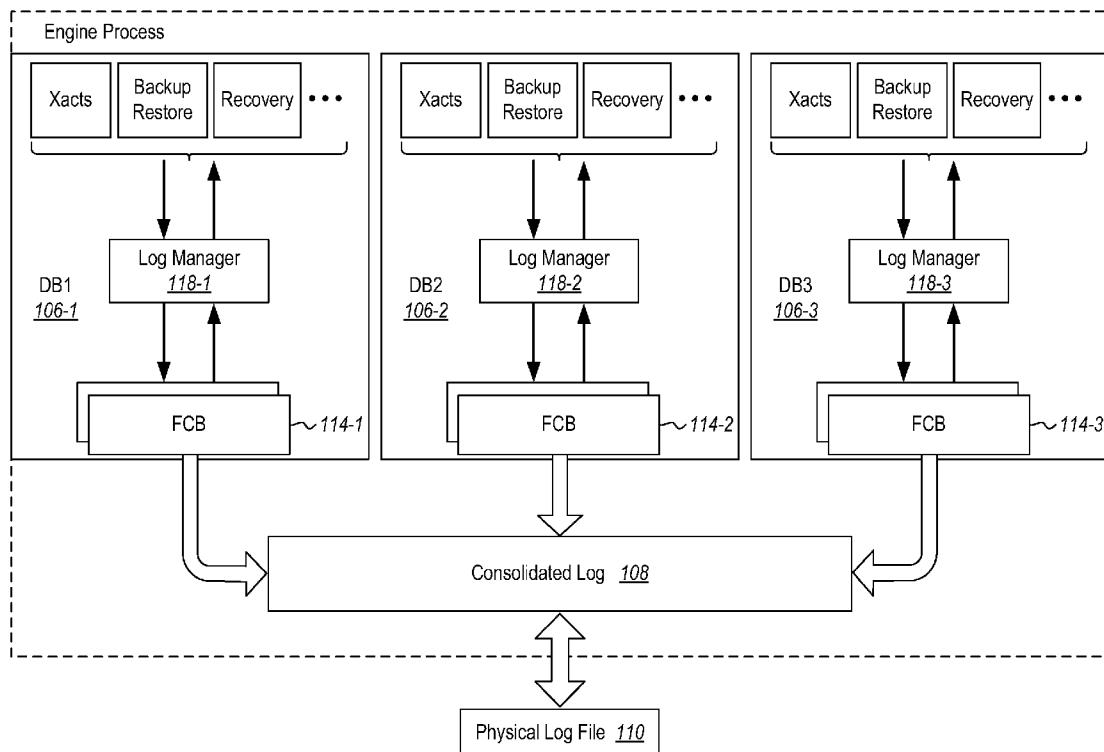 Engine Process
Xacts
Backup
Restore
Recovery
•••
Log Manager
118-1
DB1
106-1
FCB
114-1
Xacts
Backup
Restore
Recovery
•••
Log Manager
118-2
DB2
106-2
FCB
114-2
Xacts
Backup
Restore
Recovery
•••
Log Manager
118-3
DB3
106-3
FCB
114-3
Consolidated Log 108
Physical Log File 110